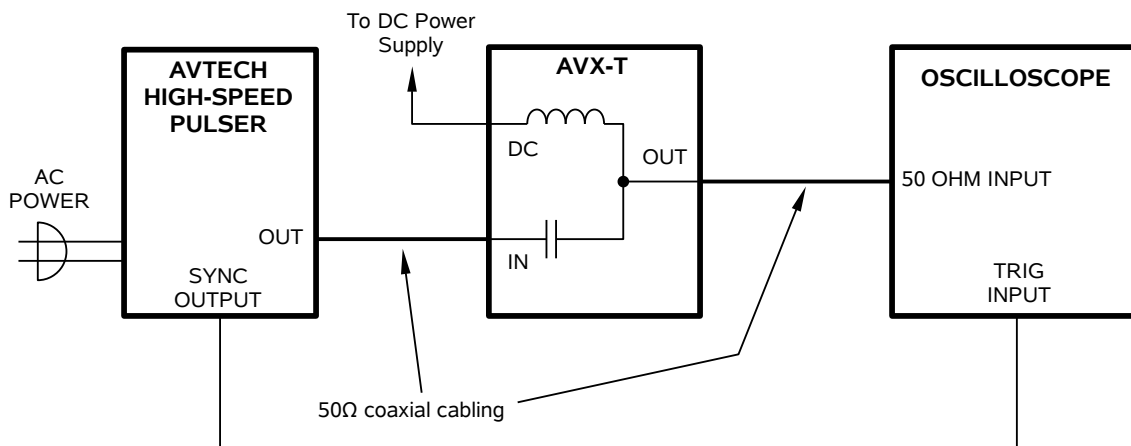 To DC Power
Supply
AVTECH
HIGH-SPEED
PULSER
AVX-T
OSCILLOSCOPE
DC
OUT
50 OHM INPUT
AC
POWER
OUT
IN
SYNC
OUTPUT
TRIG
INPUT
50Ω coaxial cabling